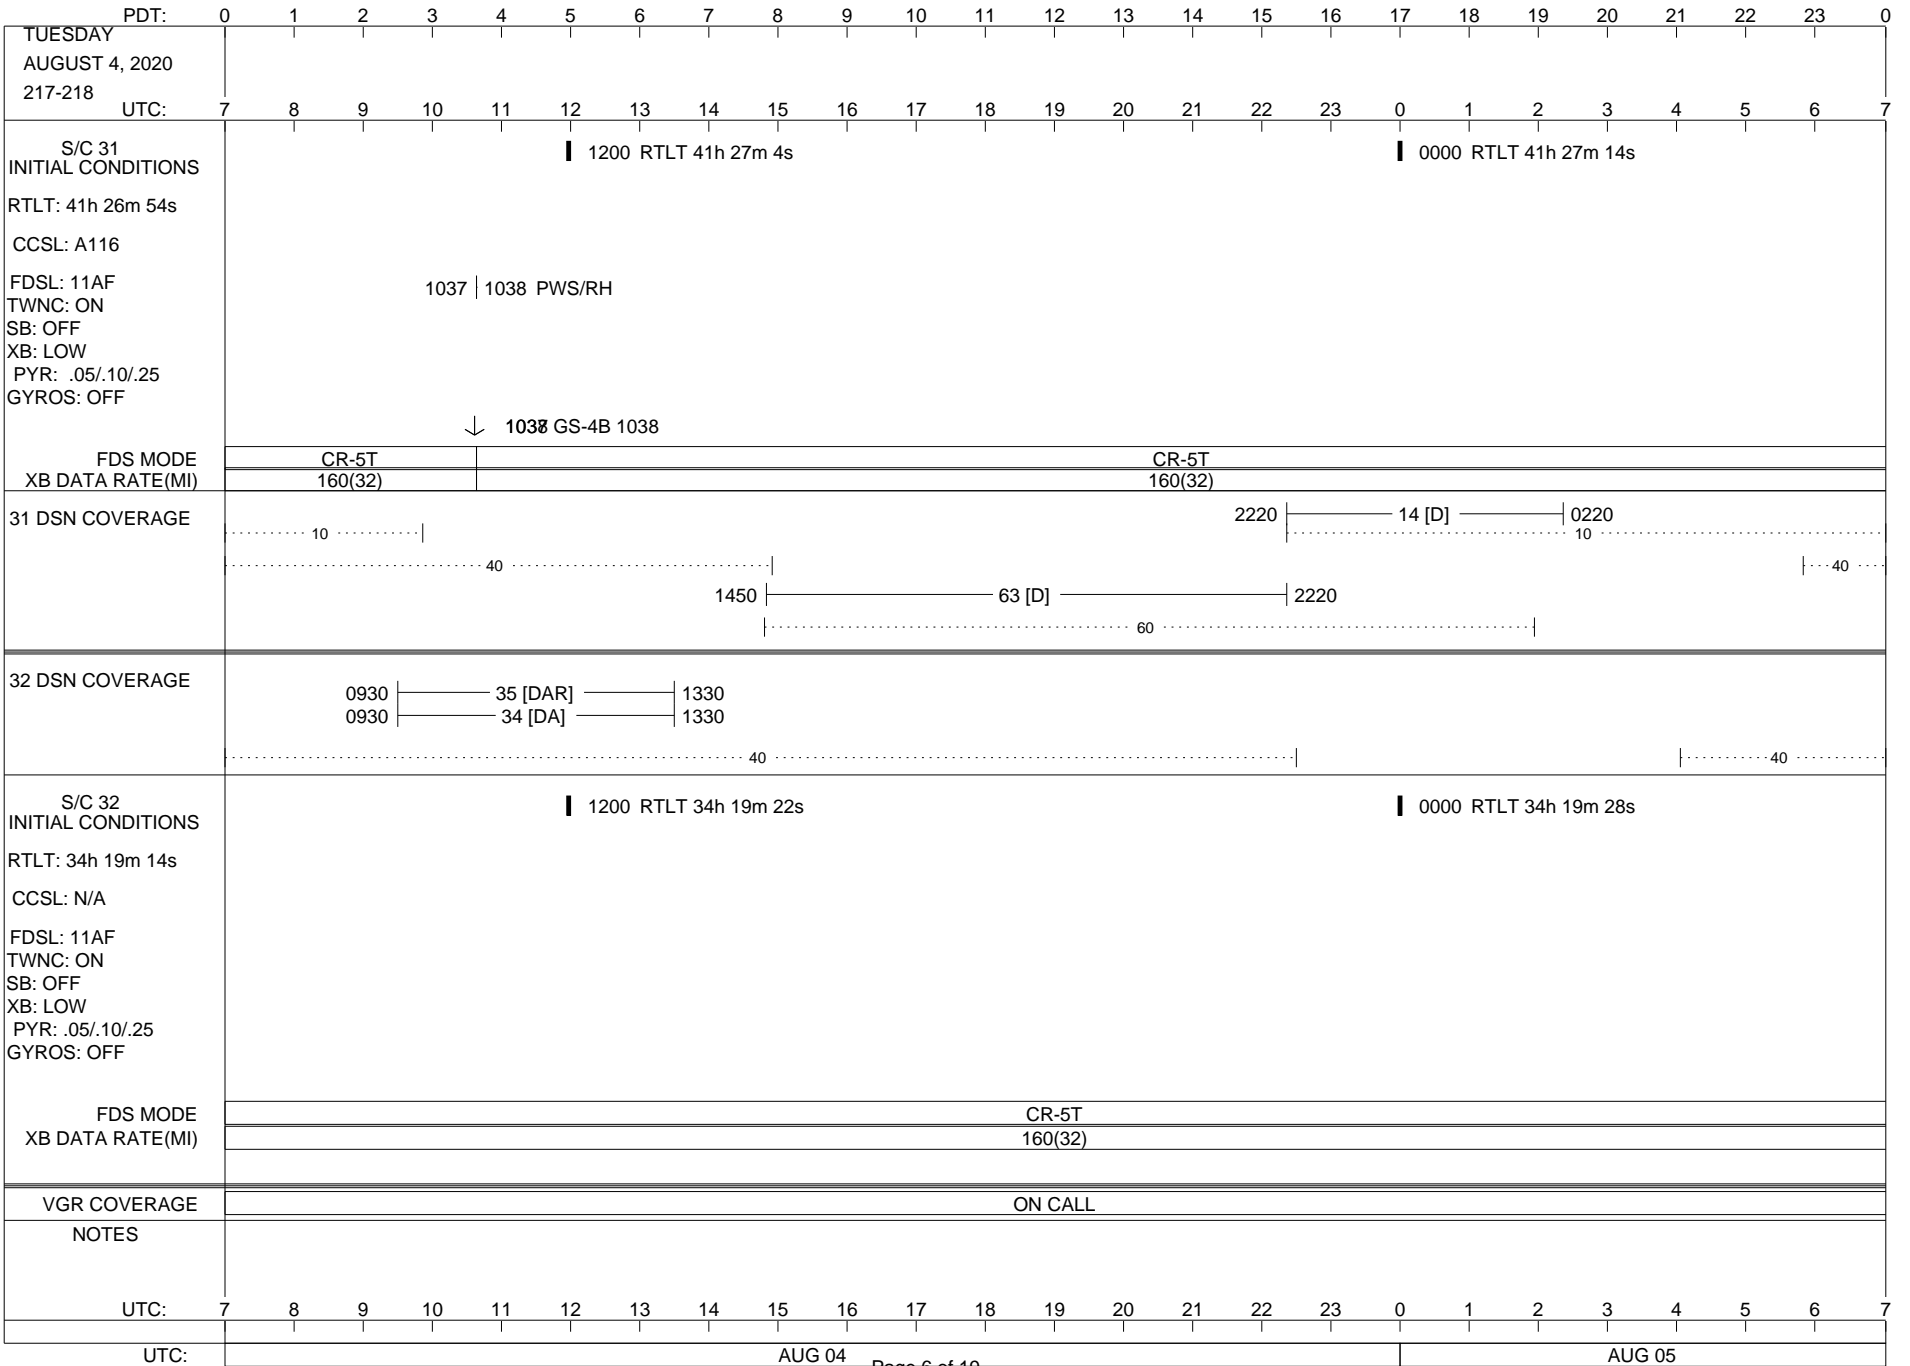 PDT: 0 1 2 3 4 5 6 7 8 9 10 11 12 13 14 15 16 17 18 19 20 21 22 23 0
TUESDAY
AUGUST 4, 2020
217-218
UTC: 7 8 9 10 11 12 13 14 15 16 17 18 19 20 21 22 23 0 1 2 3 4 5 6 7
S/C 31
INITIAL CONDITIONS
1200 RTLT 41h 27m 4s
0000 RTLT 41h 27m 14s
RTLT: 41h 26m 54s
CCSL: A116
FDSL: 11AF
1037 1038 PWS/RH
TWNC: ON
SB: OFF
XB: LOW
PYR: .05/.10/.25
GYROS: OFF
GS-4B 1038
FDS MODE CR-5T CR-5T
XB DATA RATE(MI) 160(32) 160(32)
31 DSN COVERAGE
2220 14 [D] 0220
10 10
40 40
1450 63 [D] 2220
60
32 DSN COVERAGE
0930 35 [DAR] 1330
0930 34 [DA] 1330
40 40
S/C 32
INITIAL CONDITIONS
1200 RTLT 34h 19m 22s
0000 RTLT 34h 19m 28s
RTLT: 34h 19m 14s
CCSL: N/A
FDSL: 11AF
TWNC: ON
SB: OFF
XB: LOW
PYR: .05/.10/.25
GYROS: OFF
FDS MODE CR-5T
XB DATA RATE(MI) 160(32)
VGR COVERAGE ON CALL
NOTES
UTC: 7 8 9 10 11 12 13 14 15 16 17 18 19 20 21 22 23 0 1 2 3 4 5 6 7
UTC: AUG 04 AUG 05
Page 6 of